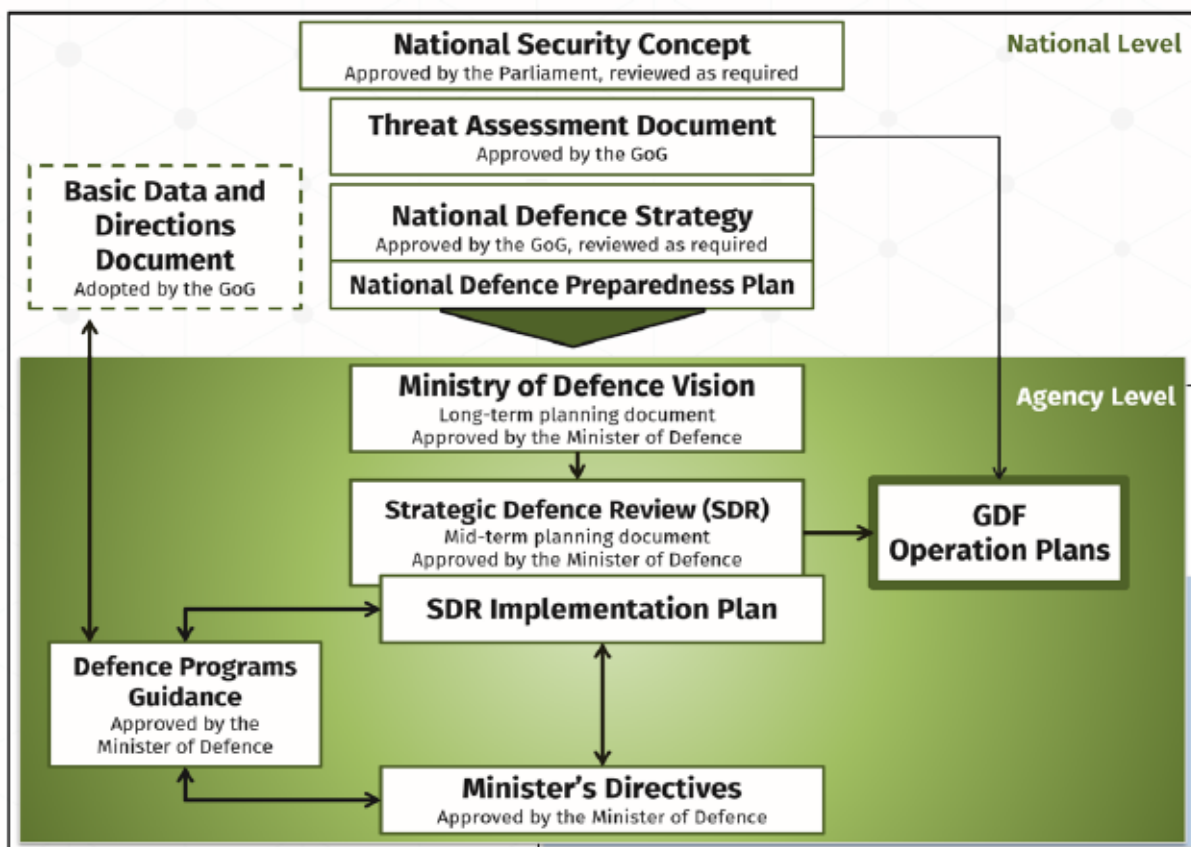 National Level
National Security Concept
Approved by the Parliament, reviewed as required
Threat Assessment Document
Approved by the GoG
Basic Data and
Directions
Document
Adopted by the GoG
National Defence Strategy
Approved by the GoG, reviewed as required
National Defence Preparedness Plan
Agency Level
Ministry of Defence Vision
Long-term planning document
Approved by the Minister of Defence
Strategic Defence Review (SDR)
Mid-term planning document
Approved by the Minister of Defence
GDF
Operation Plans
SDR Implementation Plan
Defence Programs
Guidance
Approved by the
Minister of Defence
Minister’s Directives
Approved by the Minister of Defence